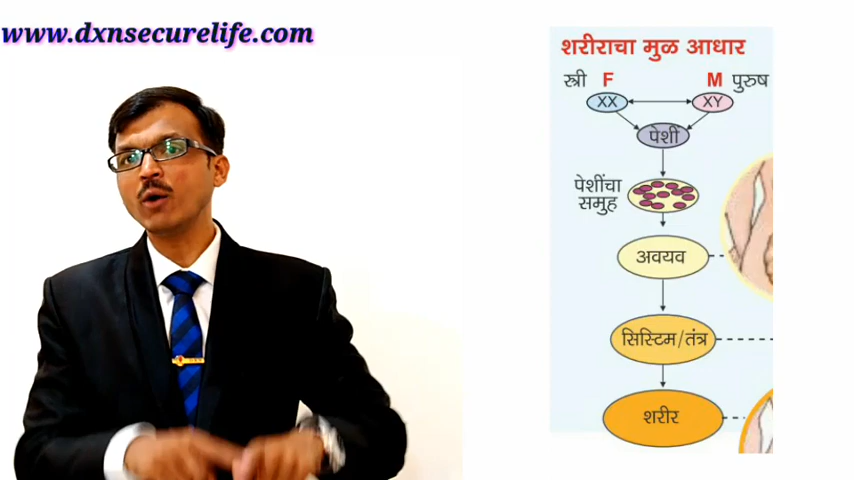 www.dxnsecurelife.com
शरीराचा मुळ आधार
स्त्री F M पुरुष
XX XY
पेशी
पेशींचा
समुह
अवयव
सिस्टिम/तंत्र
शरीर